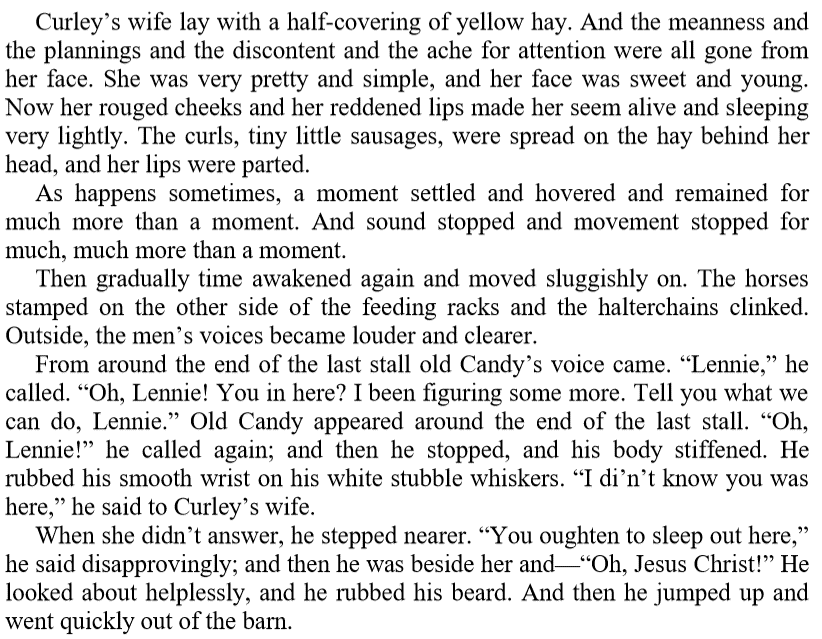 Curley’s wife lay with a half-covering of yellow hay. And the meanness and
the plannings and the discontent and the ache for attention were all gone from
her face. She was very pretty and simple, and her face was sweet and young.
Now her rouged cheeks and her reddened lips made her seem alive and sleeping
very lightly. The curls, tiny little sausages, were spread on the hay behind her
head, and her lips were parted.
As happens sometimes, a moment settled and hovered and remained for
much more than a moment. And sound stopped and movement stopped for
much, much more than a moment.
Then gradually time awakened again and moved sluggishly on. The horses
stamped on the other side of the feeding racks and the halterchains clinked.
Outside, the men’s voices became louder and clearer.
From around the end of the last stall old Candy’s voice came. “Lennie,” he
called. “Oh, Lennie! You in here? I been figuring some more. Tell you what we
can do, Lennie.” Old Candy appeared around the end of the last stall. “Oh,
Lennie!” he called again; and then he stopped, and his body stiffened. He
rubbed his smooth wrist on his white stubble whiskers. “I di’n’t know you was
here,” he said to Curley’s wife.
When she didn’t answer, he stepped nearer. “You oughten to sleep out here,”
he said disapprovingly; and then he was beside her and—“Oh, Jesus Christ!” He
looked about helplessly, and he rubbed his beard. And then he jumped up and
went quickly out of the barn.